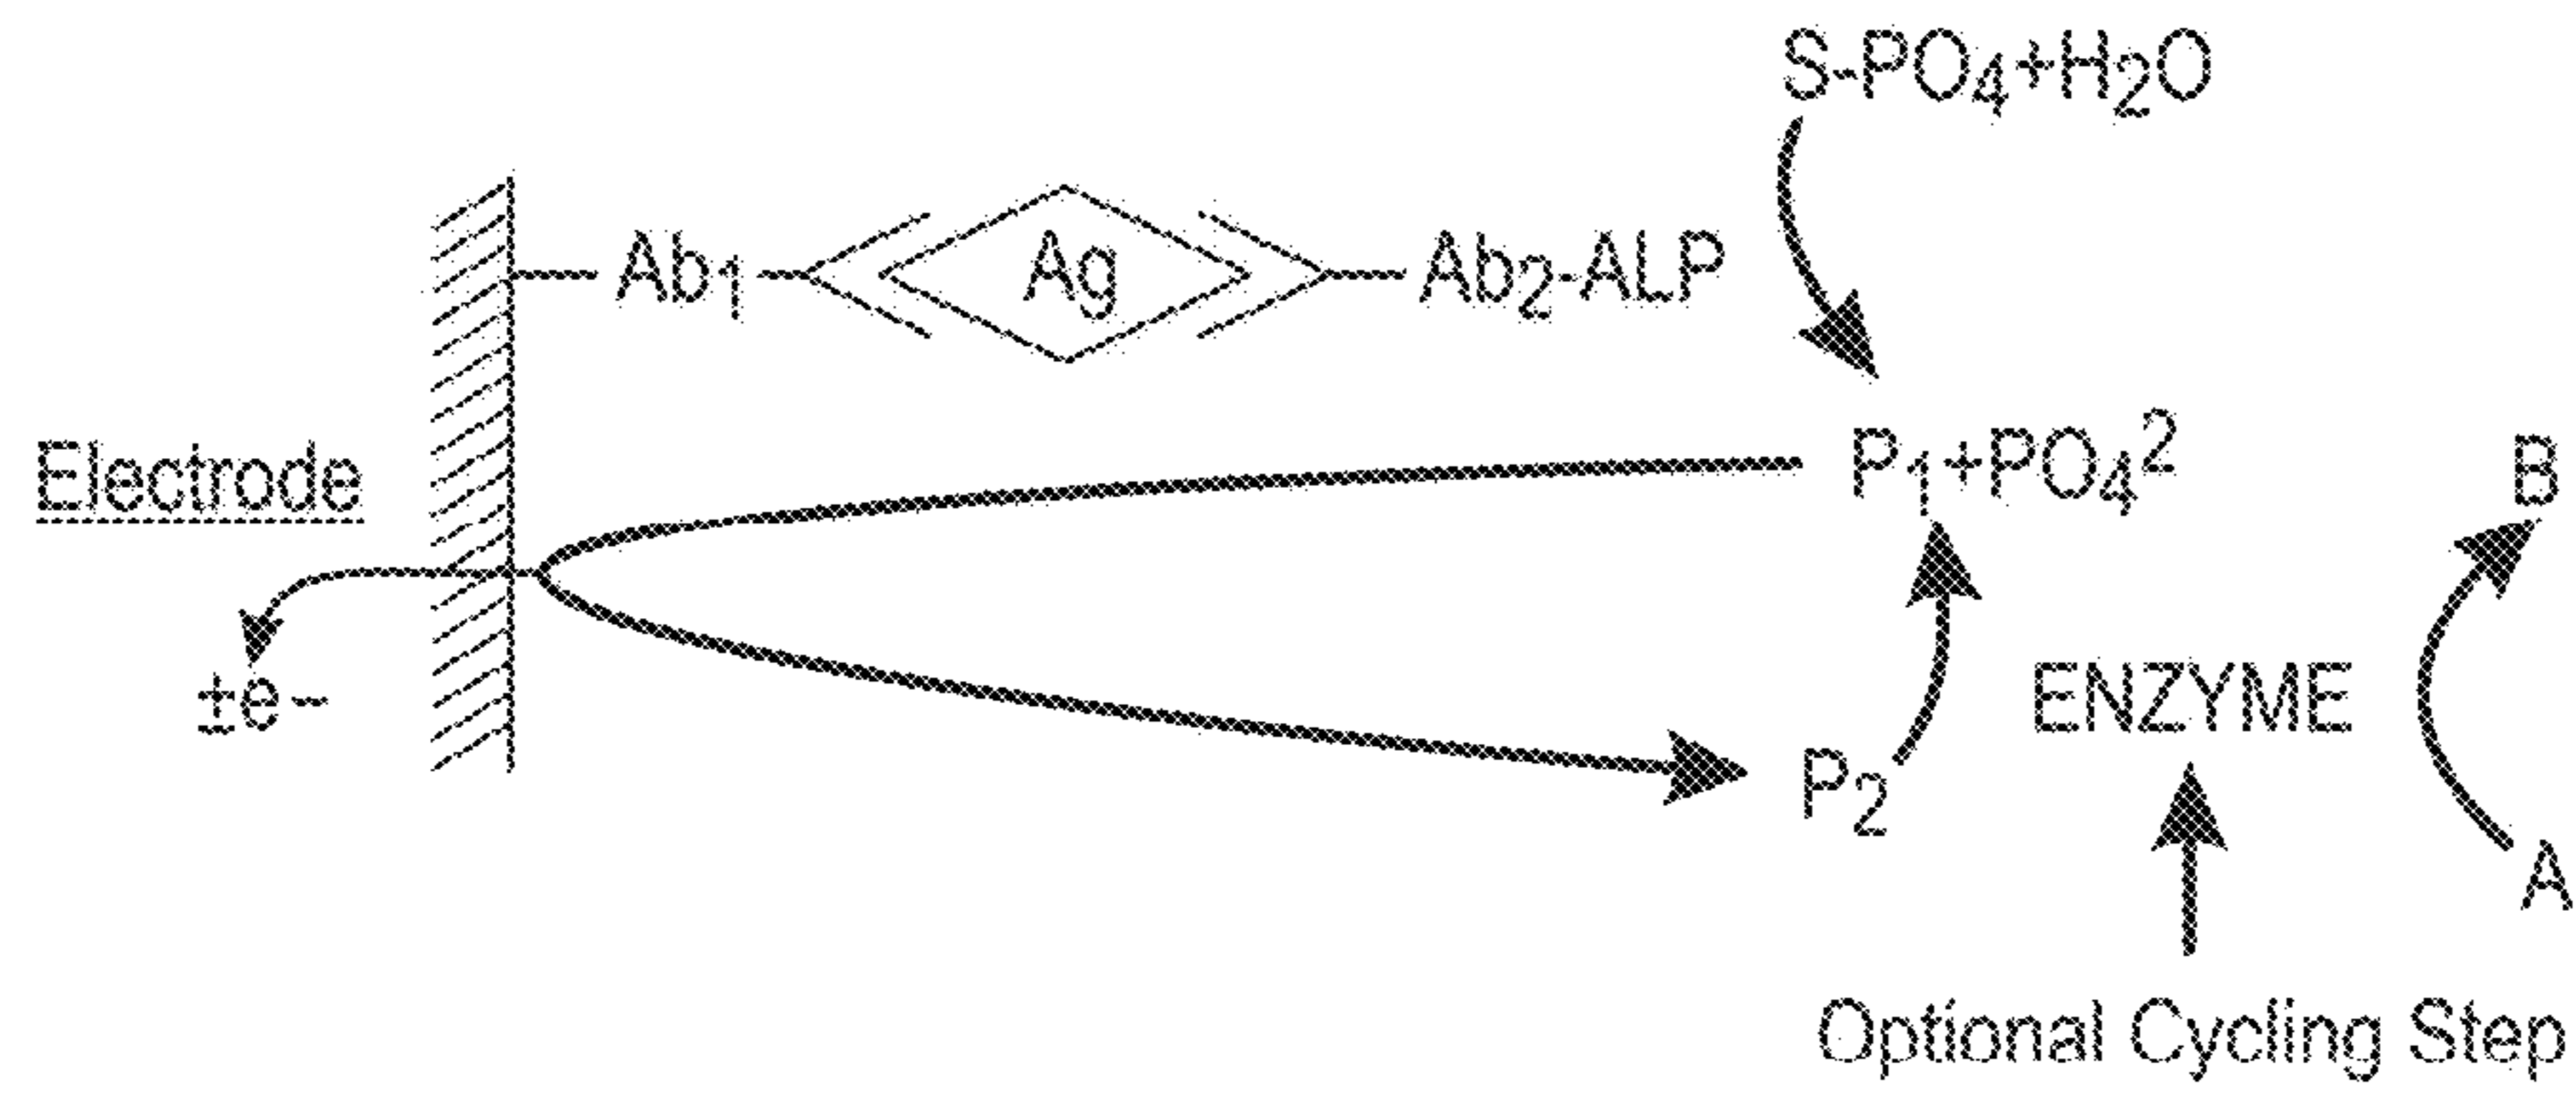 S-PO₄+H₂O
Ab₁ Ag Ab₂-ALP
Electrode P₁+PO₄² B
±e- P₂ ENZYME
A
Optional Cycling Step